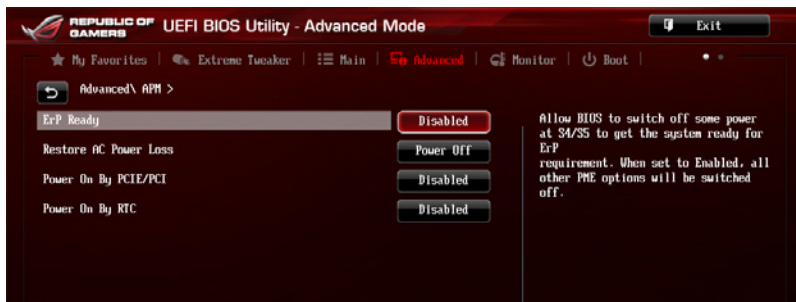 REPUBLIC OF
GAMERS
UEFI BIOS Utility - Advanced Mode
Exit
My Favorites | Extreme Tweaker | Main | Advanced | Monitor | Boot |
Advanced\ APM >
ErP Ready Disabled
Restore AC Power Loss Power Off
Power On By PCIE/PCI Disabled
Power On By RTC Disabled
Allow BIOS to switch off some power
at S4/S5 to get the system ready for
ErP
requirement. When set to Enabled, all
other PME options will be switched
off.